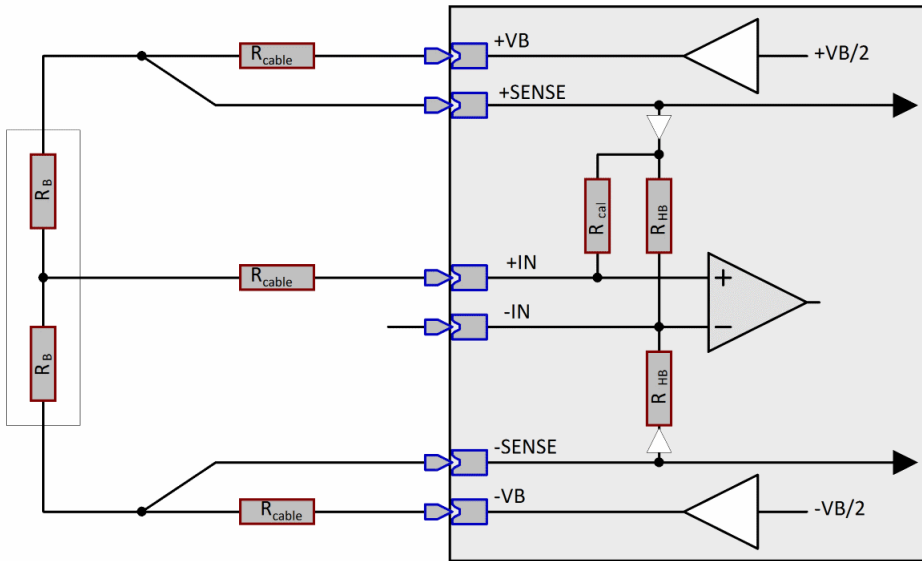 Rcable
+VB
+VB/2
+SENSE
RB
Rcal
RHB
Rcable
+IN
+
-IN
−
RB
RHB
-SENSE
Rcable
-VB
-VB/2